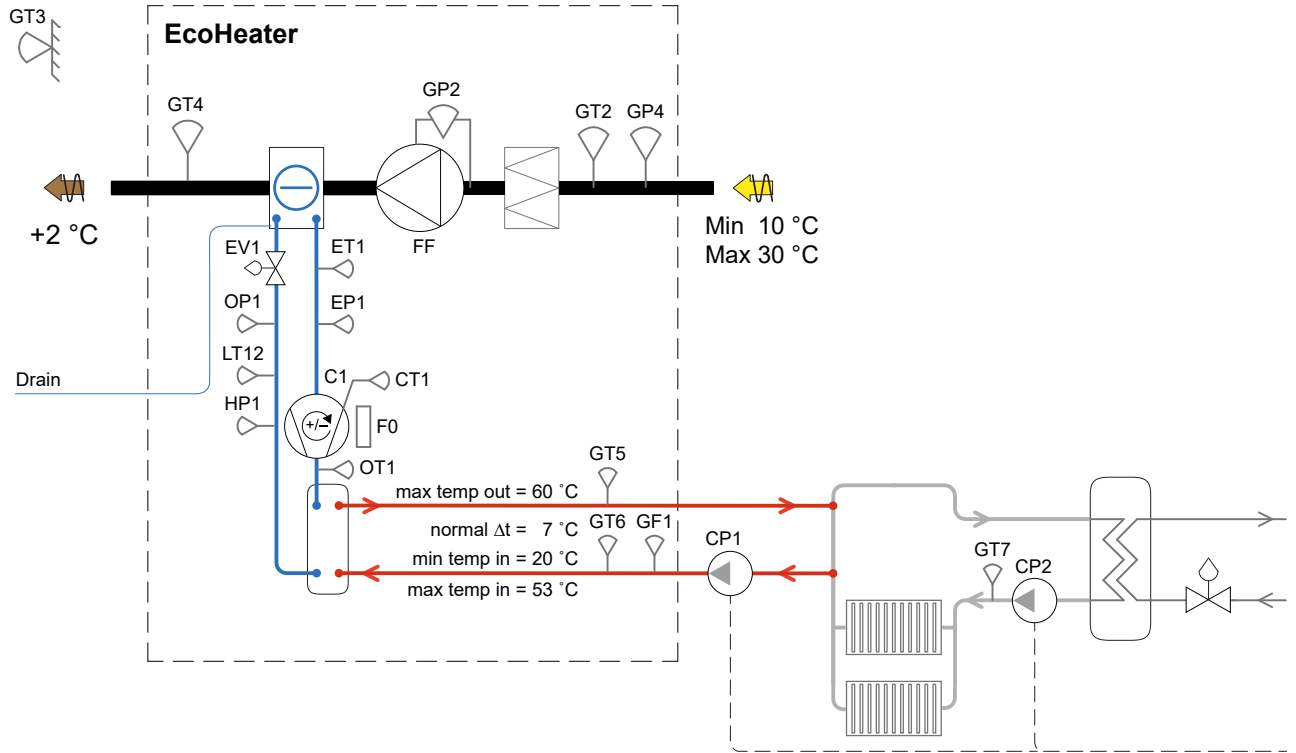 GT3
EcoHeater
GT4
GP2
GT2
GP4
+2 °C
FF
Min 10 °C
Max 30 °C
EV1
ET1
OP1
EP1
LT12
Drain
C1
CT1
HP1
+/-
F0
OT1
GT5
max temp out = 60 ˚C
normal Δt = 7 ˚C
GT6
GF1
min temp in = 20 ˚C
CP1
max temp in = 53 ˚C
GT7
CP2